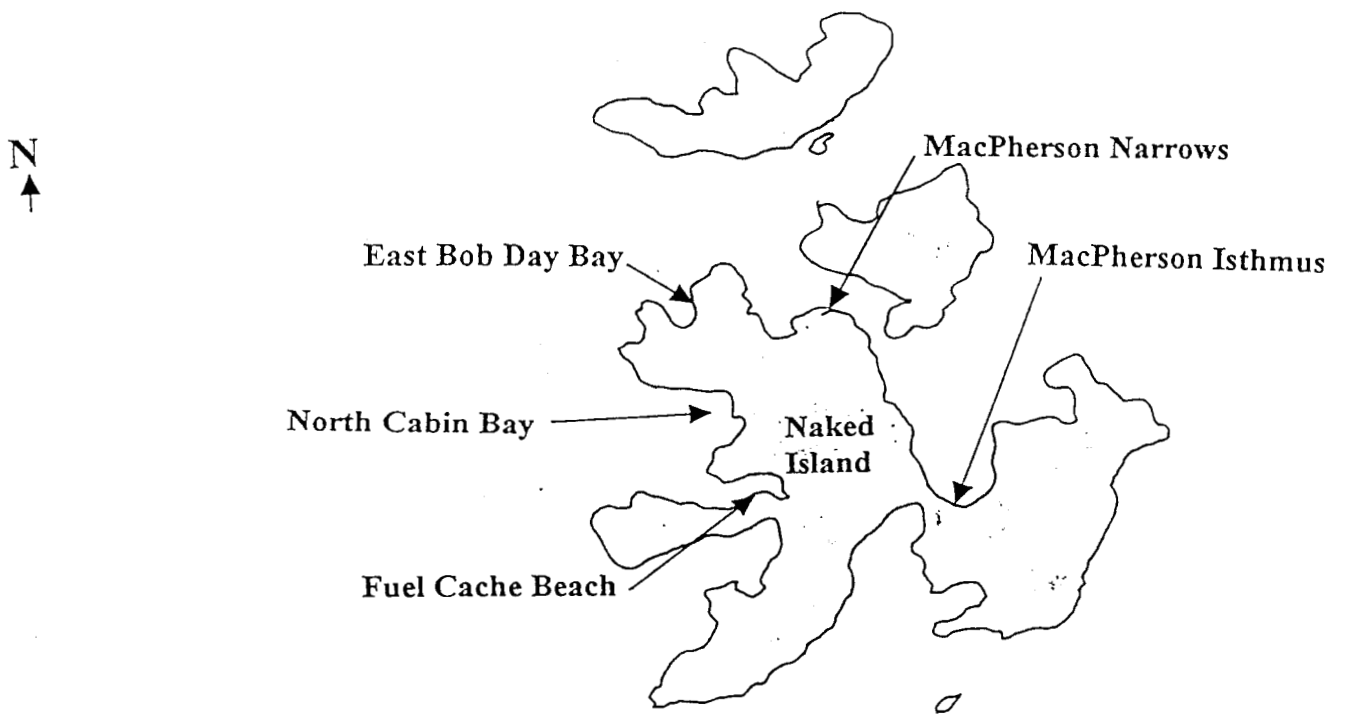 N
MacPherson Narrows
East Bob Day Bay
MacPherson Isthmus
North Cabin Bay
Naked
Island
Fuel Cache Beach